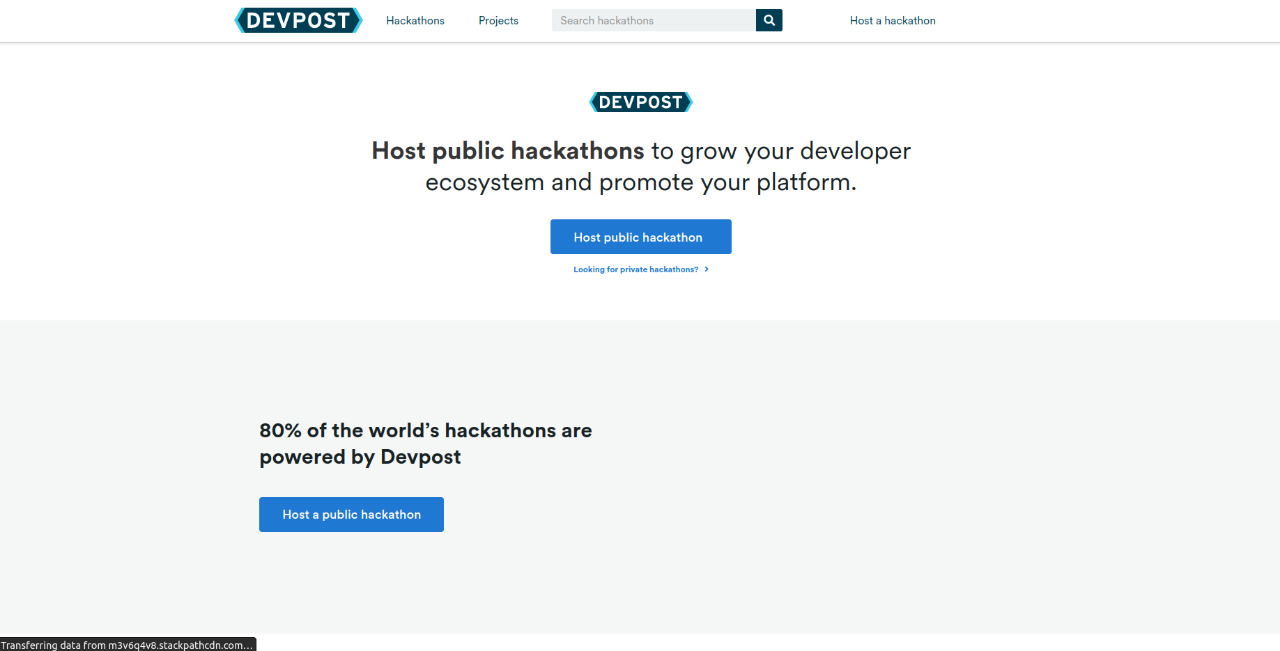 DEVPOST Hackathons Projects Search hackathons Host a hackathon
DEVPOST
Host public hackathons to grow your developer
ecosystem and promote your platform.
Host public hackathon
Looking for private hackathons?
80% of the world’s hackathons are
powered by Devpost
Host a public hackathon
Transferring data from m3v6q4v8.stackpathcdn.com…